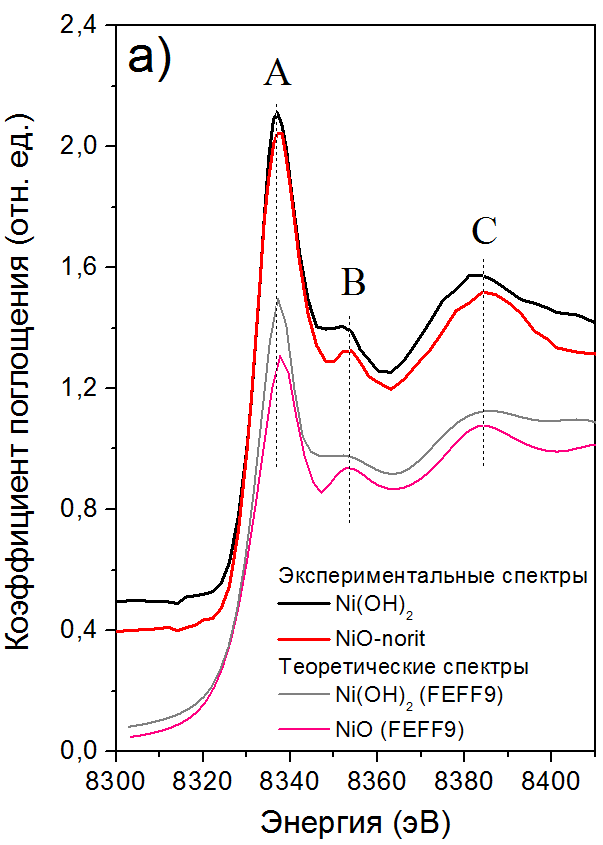 2,4
а)
A
2,0
1,6
C
B
1,2
0,8
0,4
0,0
Коэффициент поглощения (отн. ед.)
Экспериментальные спектры
Ni(OH)₂
NiO-norit
Теоретические спектры
Ni(OH)₂ (FEFF9)
NiO (FEFF9)
8300 8320 8340 8360 8380 8400
Энергия (эВ)